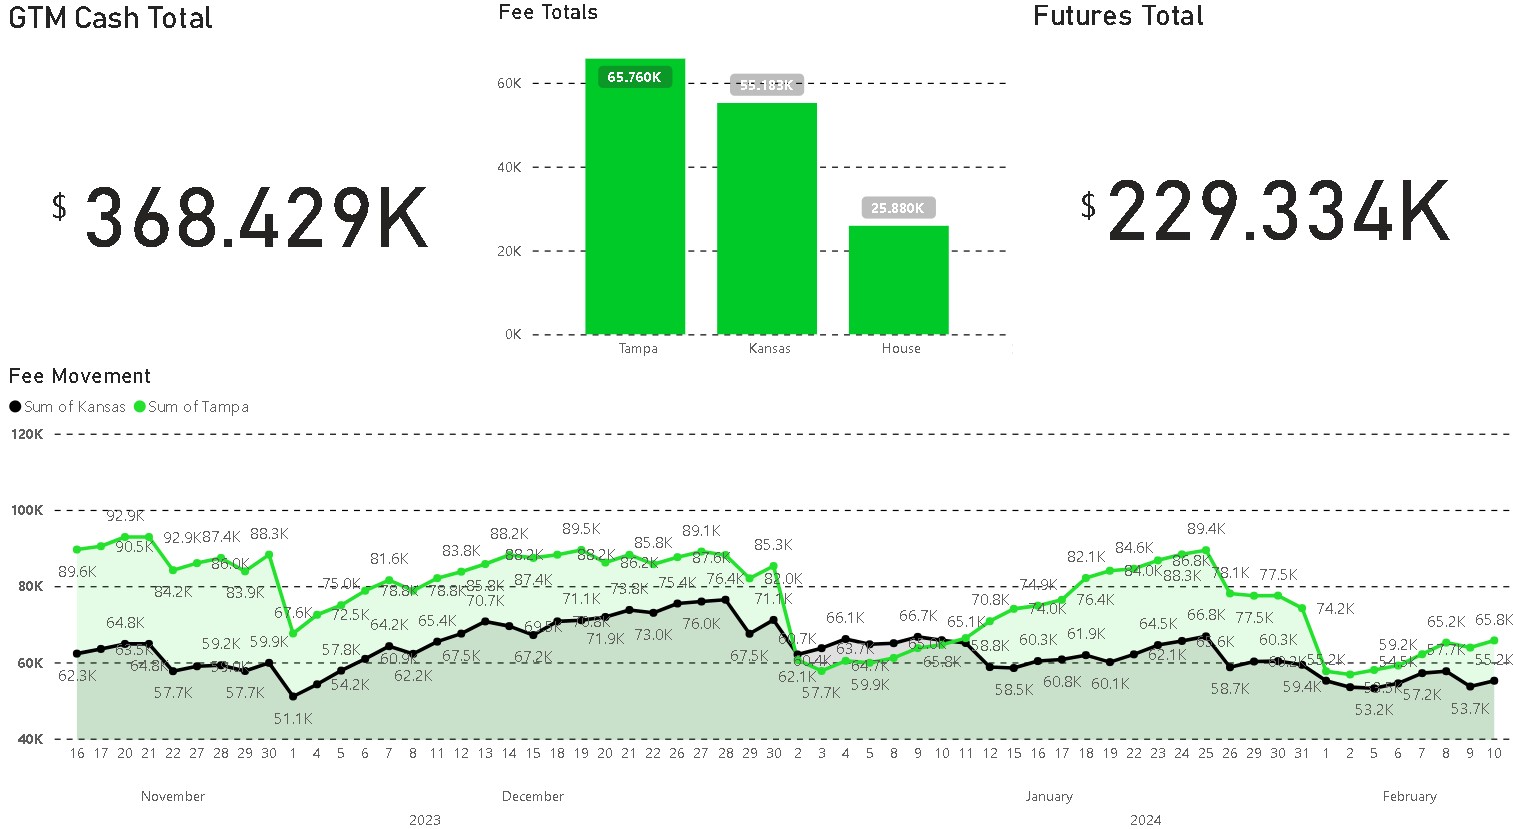 GTM Cash Total
$ 368.429K
Fee Totals
60K
40K
20K
0K
65.760K
55.183K
25.880K
Tampa Kansas House
Futures Total
$ 229.334K
Fee Movement
Sum of Kansas Sum of Tampa
120K
100K
80K
60K
40K
92.9K 90.5K 92.9K 87.4K 86.0K 88.3K
89.6K 84.2K 83.9K
67.6K 72.5K 75.0K 81.6K 78.8K 78.8K 83.8K 85.8K 88.2K 88.2K 87.4K 89.5K 88.2K 86.2K 85.8K 89.1K 87.6K 82.0K 85.3K
60.4K 57.7K 59.9K 65.1K 70.8K 74.9K 74.0K 76.4K 82.1K 84.6K 84.0K 86.8K 88.3K 89.4K 78.1K 77.5K 77.5K 74.2K
59.2K 57.7K 65.2K 65.8K
64.8K 63.5K 64.8K 59.2K 59.0K 59.9K
62.3K 57.7K 57.7K
51.1K 54.2K 57.8K 64.2K 60.9K 62.2K 65.4K 67.5K 70.7K 67.2K 71.1K 70.8K 71.9K 73.8K 73.0K 75.4K 76.0K 76.4K 67.5K 71.1K
60.7K 62.1K 66.1K 63.7K 64.7K 66.7K 65.0K 65.8K 58.8K 58.5K 60.3K 60.8K 61.9K 60.1K 64.5K 62.1K 66.8K 58.7K 60.3K 60.3K 59.4K
55.2K 53.2K 54.5K 57.2K 53.7K 55.2K
16 17 20 21 22 27 28 29 30 1 4 5 6 7 8 11 12 13 14 15 18 19 20 21 22 26 27 28 29 30 2 3 4 5 8 9 10 11 12 15 16 17 18 19 22 23 24 25 26 29 30 31 1 2 5 6 7 8 9 10
November December January February
2023 2024